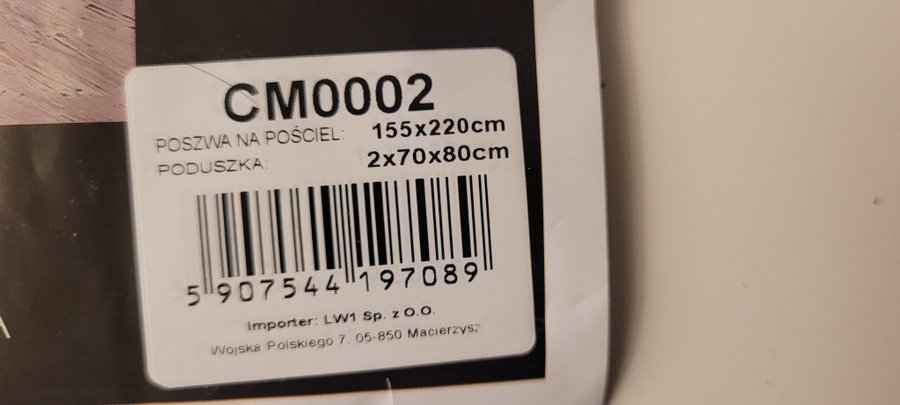 CM0002
POSZWA NA POŚCIEL: 155x220cm
PODUSZKA: 2x70x80cm
5 907544 197089
Importer: LW1 Sp. z O.O.
Wojska Polskiego 7, 05-850 Macierzysz